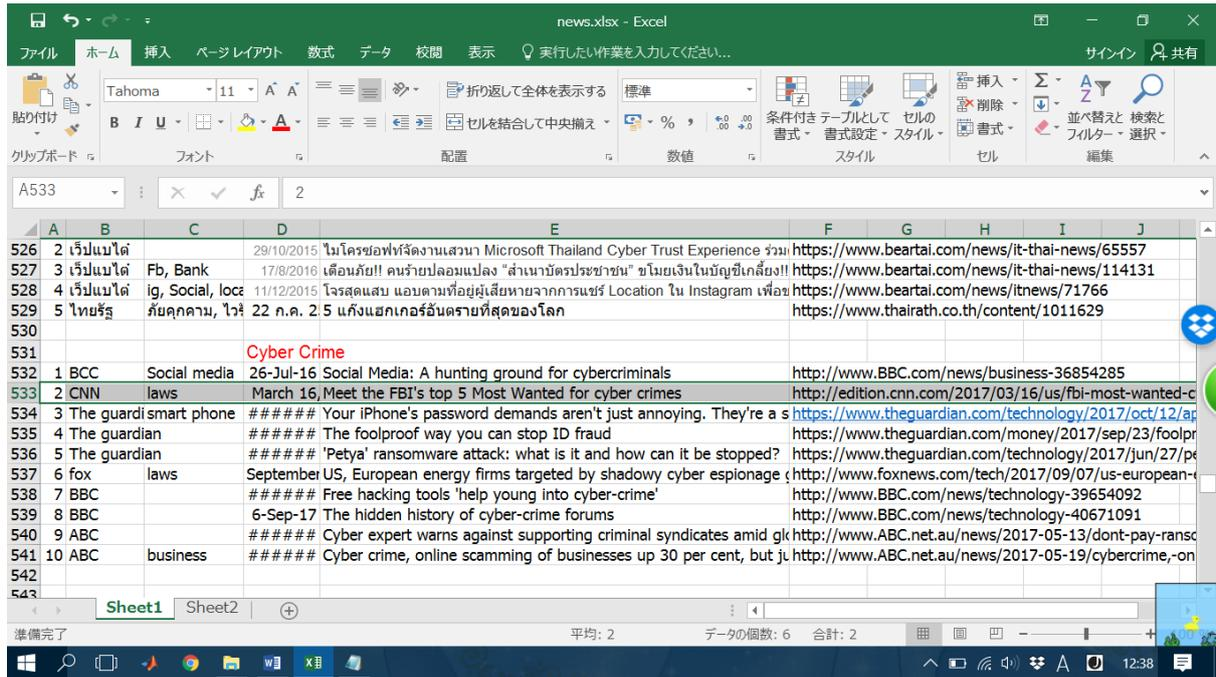 news.xlsx - Excel
ファイル ホーム 挿入 ページ レイアウト 数式 データ 校閲 表示 実行したい作業を入力してください... サインイン 共有
貼り付け
Tahoma 11
B I U A
折り返して全体を表示する
セルを結合して中央揃え
標準
% ,
条件付き書式 テーブルとして書式設定 セルのスタイル
挿入
削除
書式
並べ替えと フィルター 検索と選択
クリップボード フォント 配置 数値 スタイル セル 編集
A533 fx 2
A B C D E F G H I J
526 2 เว็ปแบไต๋ 29/10/2015 ไมโครซอฟท์จัดงานเสวนา Microsoft Thailand Cyber Trust Experience ร่วม https://www.beartai.com/news/it-thai-news/65557
527 3 เว็ปแบไต๋ Fb, Bank 17/8/2016 เตือนภัย!! คนร้ายปลอมแปลง “สำเนาบัตรประชาชน” ขโมยเงินในบัญชีเกลี้ยง!! https://www.beartai.com/news/it-thai-news/114131
528 4 เว็ปแบไต๋ ig, Social, loca 11/12/2015 โจรสุดแสบ แอบตามที่อยู่ผู้เสียหายจากการแชร์ Location ใน Instagram เพื่อข https://www.beartai.com/news/itnews/71766
529 5 ไทยรัฐ ภัยคุกคาม, ไวรั 22 ก.ค. 2 5 แก๊งแฮกเกอร์อันตรายที่สุดของโลก https://www.thairath.co.th/content/1011629
530
531 Cyber Crime
532 1 BCC Social media 26-Jul-16 Social Media: A hunting ground for cybercriminals http://www.BBC.com/news/business-36854285
533 2 CNN laws March 16, Meet the FBI's top 5 Most Wanted for cyber crimes http://edition.cnn.com/2017/03/16/us/fbi-most-wanted-c
534 3 The guardi smart phone ###### Your iPhone's password demands aren't just annoying. They're a s https://www.theguardian.com/technology/2017/oct/12/ap
535 4 The guardian ###### The foolproof way you can stop ID fraud https://www.theguardian.com/money/2017/sep/23/foolpr
536 5 The guardian ###### 'Petya' ransomware attack: what is it and how can it be stopped? https://www.theguardian.com/technology/2017/jun/27/pe
537 6 fox laws September US, European energy firms targeted by shadowy cyber espionage g http://www.foxnews.com/tech/2017/09/07/us-european-e
538 7 BBC ###### Free hacking tools 'help young into cyber-crime' http://www.BBC.com/news/technology-39654092
539 8 BBC 6-Sep-17 The hidden history of cyber-crime forums http://www.BBC.com/news/technology-40671091
540 9 ABC ###### Cyber expert warns against supporting criminal syndicates amid glo http://www.ABC.net.au/news/2017-05-13/dont-pay-ranso
541 10 ABC business ###### Cyber crime, online scamming of businesses up 30 per cent, but ju http://www.ABC.net.au/news/2017-05-19/cybercrime,-on
542
543
Sheet1 Sheet2
準備完了 平均: 2 データの個数: 6 合計: 2
A 12:38